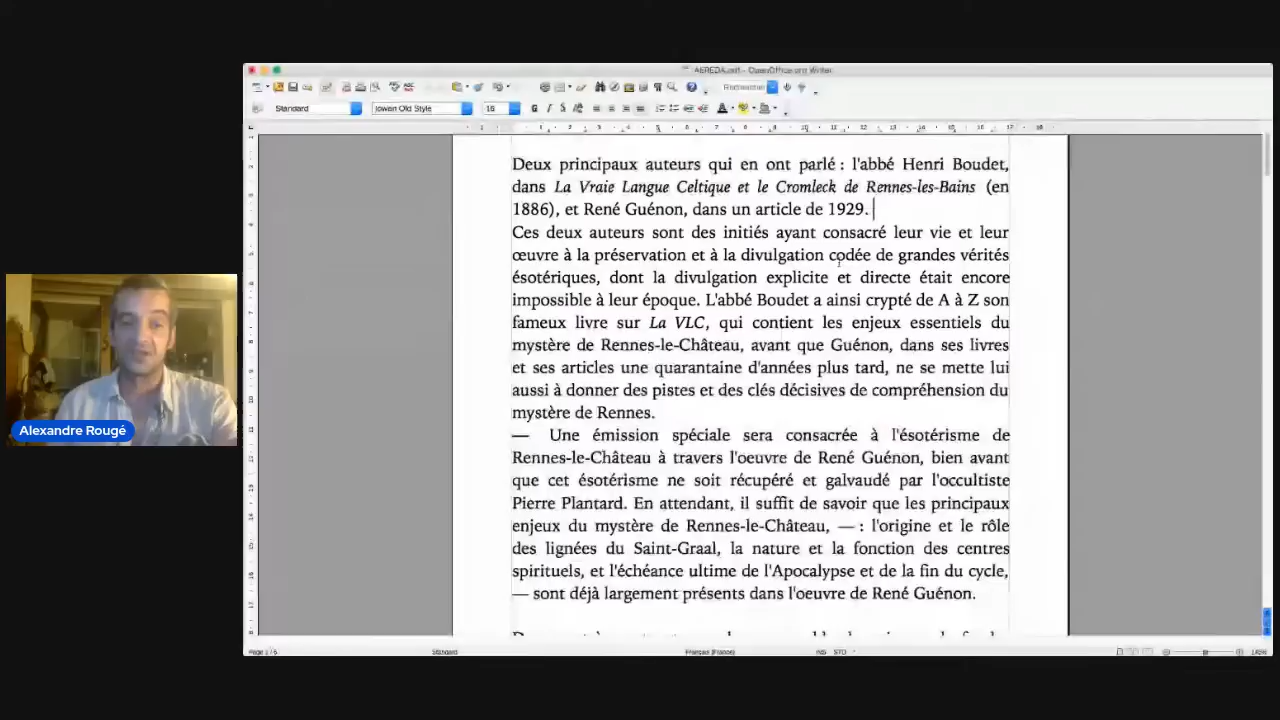 AEREDA.odt - OpenOffice.org Writer
Rechercher
Standard
Iowan Old Style
16
Deux principaux auteurs qui en ont parlé : l'abbé Henri Boudet,
dans La Vraie Langue Celtique et le Cromleck de Rennes-les-Bains (en
1886), et René Guénon, dans un article de 1929.
Ces deux auteurs sont des initiés ayant consacré leur vie et leur
œuvre à la préservation et à la divulgation codée de grandes vérités
ésotériques, dont la divulgation explicite et directe était encore
impossible à leur époque. L'abbé Boudet a ainsi crypté de A à Z son
fameux livre sur La VLC, qui contient les enjeux essentiels du
mystère de Rennes-le-Château, avant que Guénon, dans ses livres
et ses articles une quarantaine d'années plus tard, ne se mette lui
aussi à donner des pistes et des clés décisives de compréhension du
mystère de Rennes.
— Une émission spéciale sera consacrée à l'ésotérisme de
Rennes-le-Château à travers l'oeuvre de René Guénon, bien avant
que cet ésotérisme ne soit récupéré et galvaudé par l'occultiste
Pierre Plantard. En attendant, il suffit de savoir que les principaux
enjeux du mystère de Rennes-le-Château, — : l'origine et le rôle
des lignées du Saint-Graal, la nature et la fonction des centres
spirituels, et l'échéance ultime de l'Apocalypse et de la fin du cycle,
— sont déjà largement présents dans l'oeuvre de René Guénon.
Alexandre Rougé
Standard
Français (France)
STD